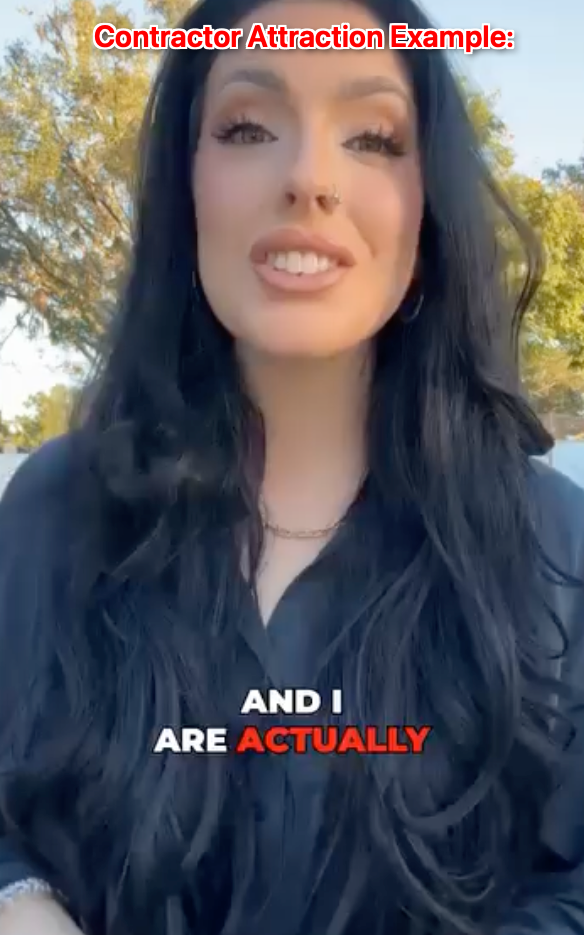 Contractor Attraction Example:
AND I
ARE ACTUALLY